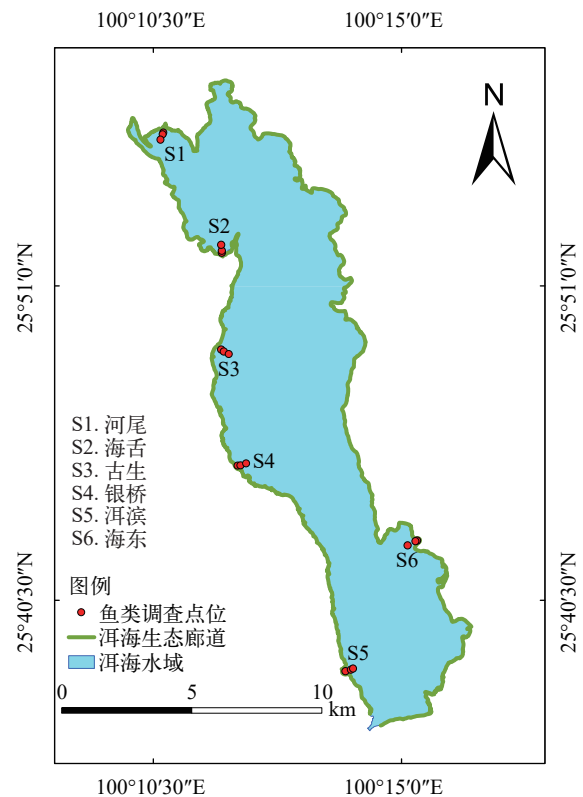 100°10′30″E 100°15′0″E
N
S1
S2
25°51′0″N 25°51′0″N
S3
S1. 河尾
S2. 海舌
S3. 古生
S4. 银桥
S5. 洱滨
S6. 海东
S4
S6
图例
25°40′30″N 25°40′30″N
鱼类调查点位
洱海生态廊道
洱海水域
S5
0 5 10
km
100°10′30″E 100°15′0″E